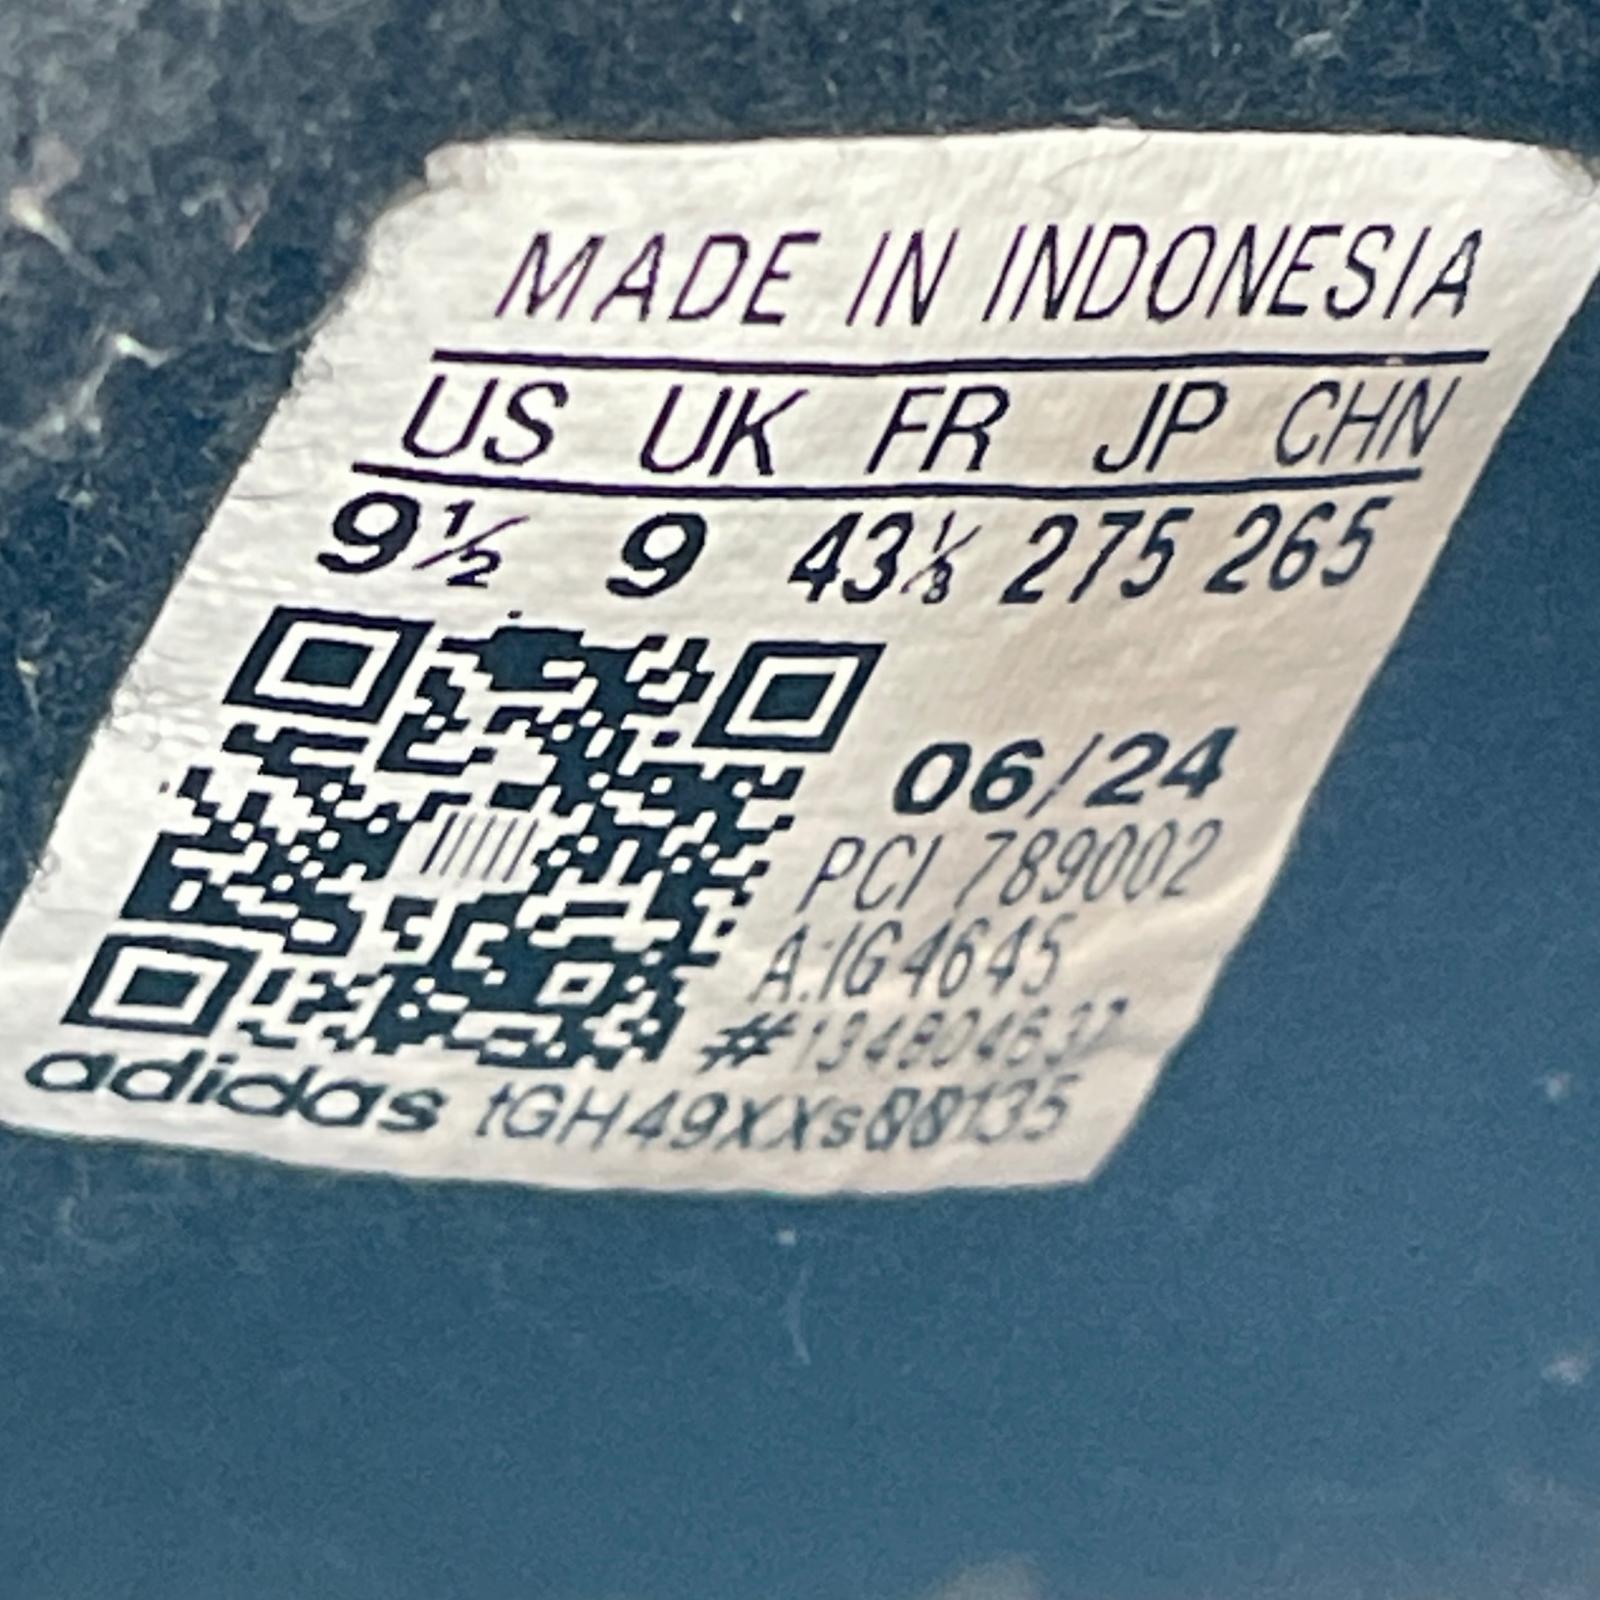 MADE IN INDONESIA
US UK FR JP CHN
9½ 9 43⅓ 275 265
06/24
PCI 789002
A:IG4645
adidas